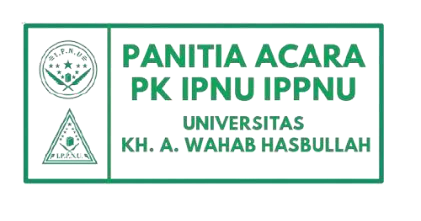 I.P.N.U
I.P.P.N.U.
PANITIA ACARA
PK IPNU IPPNU
UNIVERSITAS
KH. A. WAHAB HASBULLAH